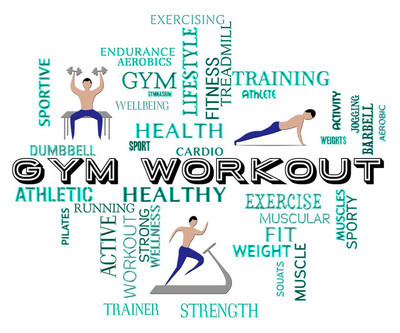 EXERCISING
ENDURANCE
AEROBICS
LIFESTYLE
FITNESS
TREADMILL
SPORTIVE
GYM
GYMNASIUM
TRAINING
ATHLETE
WELLBEING
ACTIVITY
JOGGING
BARBELL
AEROBIC
HEALTH
SPORT
WEIGHTS
DUMBBELL
CARDIO
GYM WORKOUT
ATHLETIC
HEALTHY
EXERCISE
MUSCLES
SPORTY
PILATES
RUNNING
MUSCULAR
ACTIVE
WORKOUT
STRONG
WELLNESS
FIT
WEIGHT
SQUATS
MUSCLE
TRAINER
STRENGTH